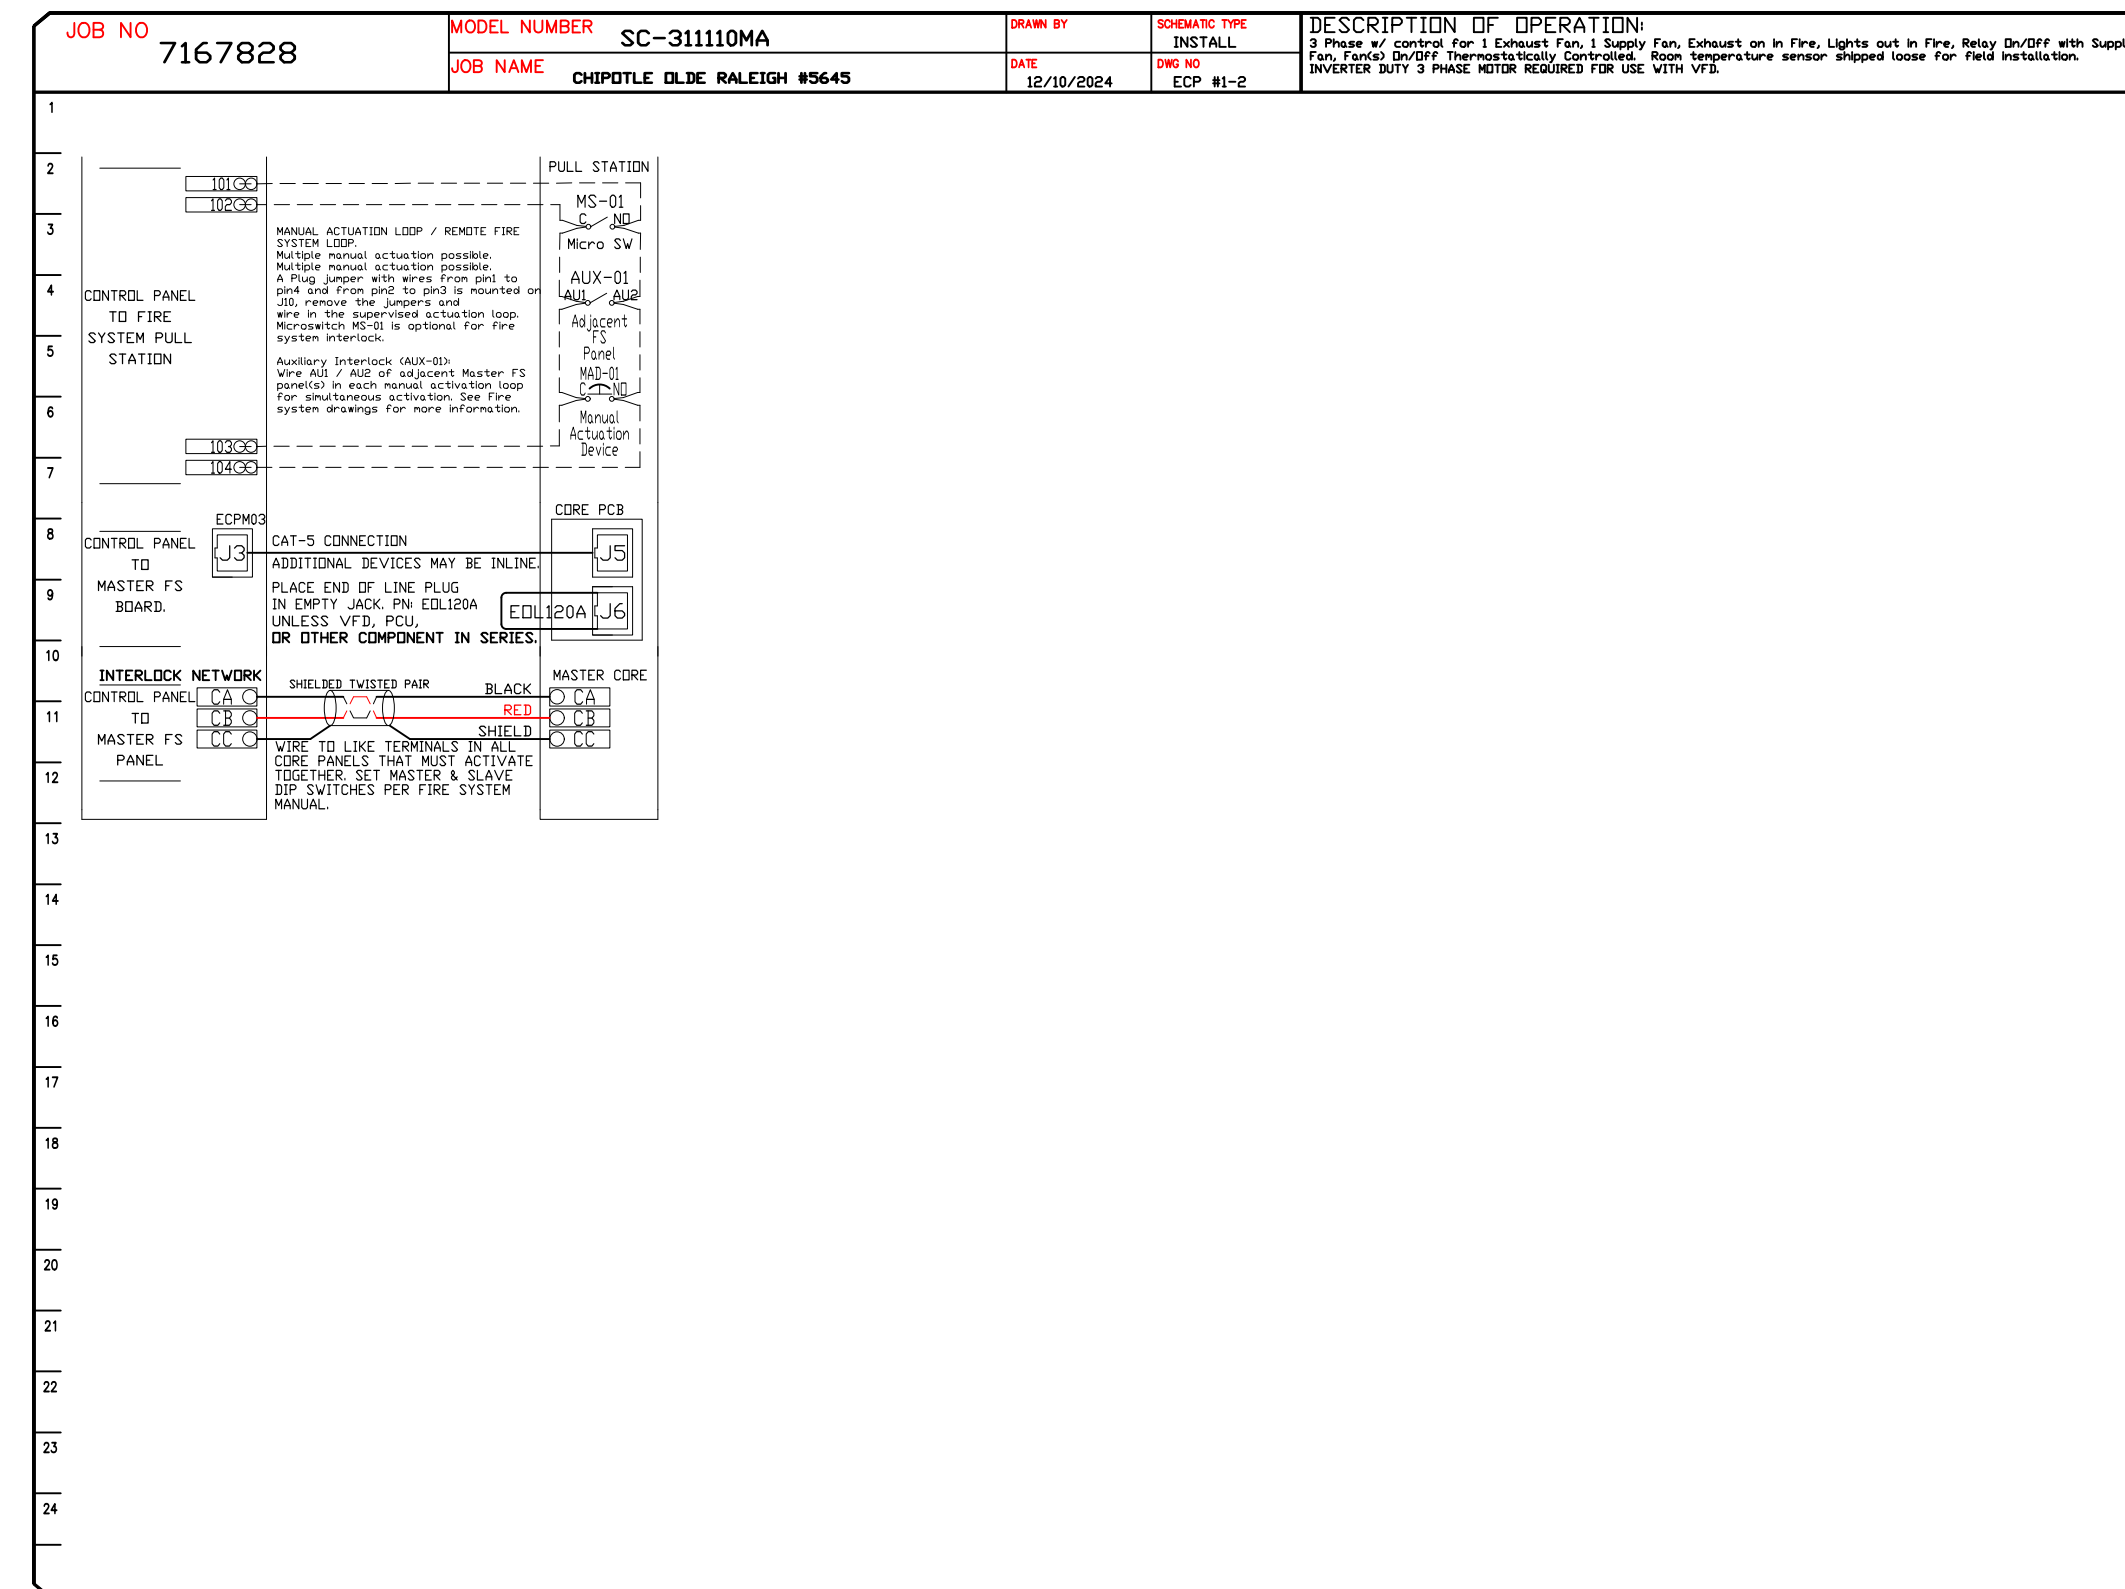 JOB NO
7167828
MODEL NUMBER
SC-311110MA
JOB NAME
CHIPOTLE OLDE RALEIGH #5645
DRAWN BY
DATE
12/10/2024
SCHEMATIC TYPE
INSTALL
DWG NO
ECP #1-2
DESCRIPTION OF OPERATION:
3 Phase w/ control for 1 Exhaust Fan, 1 Supply Fan, Exhaust on in Fire, Lights out in Fire, Relay On/Off with Suppl
Fan, Fan(s) On/Off Thermostatically Controlled. Room temperature sensor shipped loose for field installation.
INVERTER DUTY 3 PHASE MOTOR REQUIRED FOR USE WITH VFD.
1
2
3
4
5
6
7
8
9
10
11
12
13
14
15
16
17
18
19
20
21
22
23
24
CONTROL PANEL
TO FIRE
SYSTEM PULL
STATION
101
102
103
104
MANUAL ACTUATION LOOP / REMOTE FIRE
SYSTEM LOOP.
Multiple manual actuation possible.
Multiple manual actuation possible.
A Plug jumper with wires from pin1 to
pin4 and from pin2 to pin3 is mounted on
J10, remove the jumpers and
wire in the supervised actuation loop.
Microswitch MS-01 is optional for fire
system interlock.
Auxiliary Interlock (AUX-01):
Wire AU1 / AU2 of adjacent Master FS
panel(s) in each manual activation loop
for simultaneous activation. See Fire
system drawings for more information.
PULL STATION
MS-01
C NO
Micro SW
AUX-01
AU1 AU2
Adjacent
FS
Panel
MAD-01
C NO
Manual
Actuation
Device
CONTROL PANEL
TO
MASTER FS
BOARD.
ECPM03
J3
CAT-5 CONNECTION
ADDITIONAL DEVICES MAY BE INLINE.
PLACE END OF LINE PLUG
IN EMPTY JACK. PN: EOL120A
UNLESS VFD, PCU,
OR OTHER COMPONENT IN SERIES.
CORE PCB
J5
EOL120A J6
INTERLOCK NETWORK
CONTROL PANEL
TO
MASTER FS
PANEL
CA
CB
CC
SHIELDED TWISTED PAIR
BLACK
RED
SHIELD
MASTER CORE
CA
CB
CC
WIRE TO LIKE TERMINALS IN ALL
CORE PANELS THAT MUST ACTIVATE
TOGETHER. SET MASTER & SLAVE
DIP SWITCHES PER FIRE SYSTEM
MANUAL.